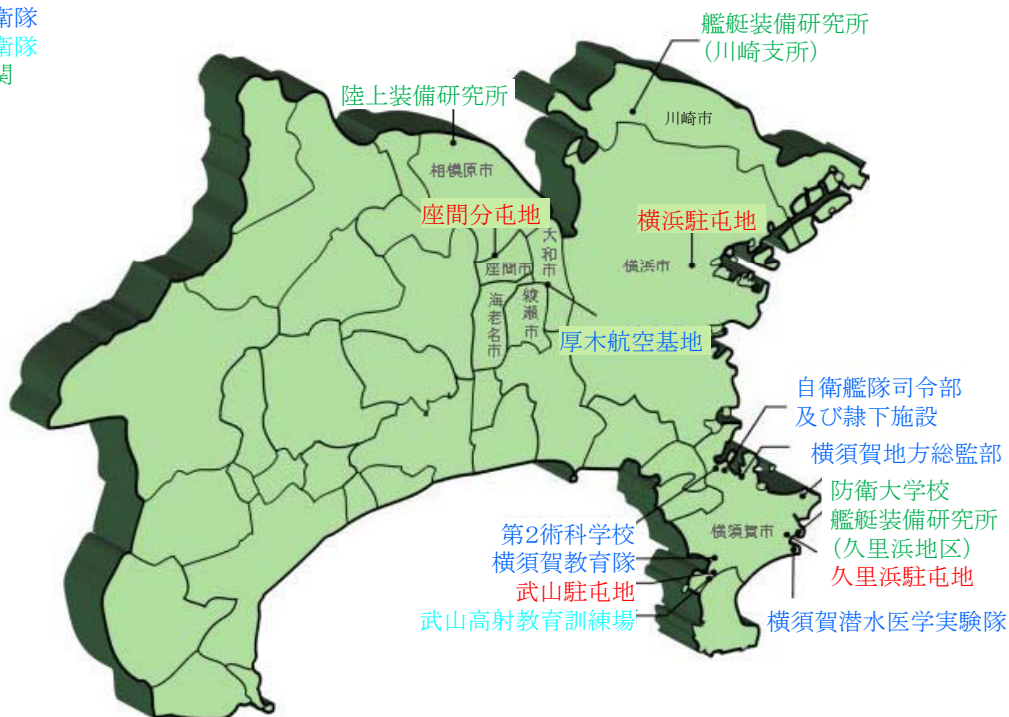 衛隊
衛隊
関
艦艇装備研究所
(川崎支所)
陸上装備研究所
川崎市
相模原市
座間分屯地
横浜駐屯地
大和市
座間市
横浜市
海老名市
綾瀬市
厚木航空基地
自衛艦隊司令部
及び隷下施設
横須賀地方総監部
防衛大学校
艦艇装備研究所
(久里浜地区)
久里浜駐屯地
横須賀市
第2術科学校
横須賀教育隊
武山駐屯地
武山高射教育訓練場
横須賀潜水医学実験隊